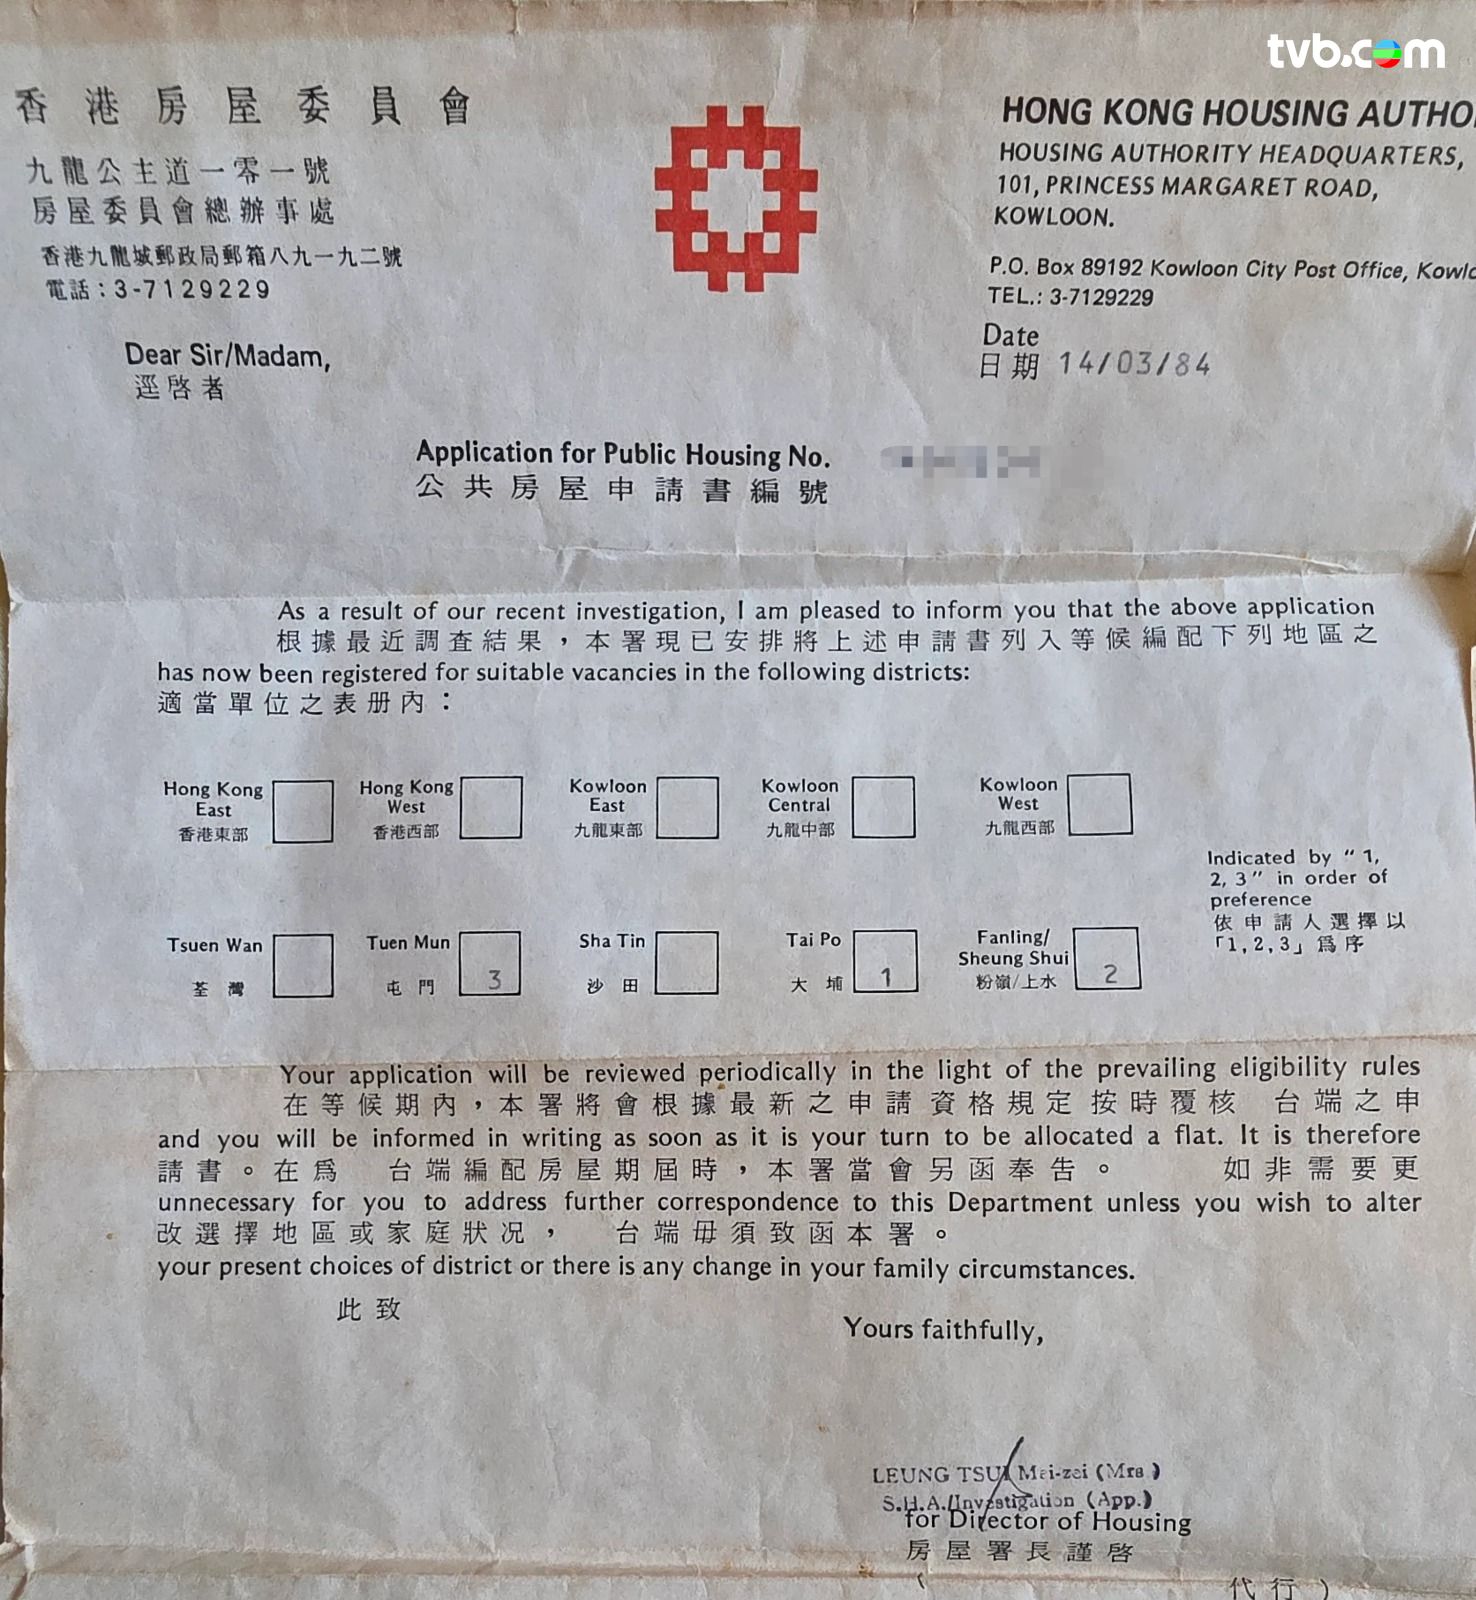 tvb.com
香港房屋委員會
九龍公主道一零一號
房屋委員會總辦事處
香港九龍城郵政局郵箱八九一九二號
電話：3-7129229
HONG KONG HOUSING AUTHO
HOUSING AUTHORITY HEADQUARTERS,
101, PRINCESS MARGARET ROAD,
KOWLOON.
P.O. Box 89192 Kowloon City Post Office, Kowlo
TEL.: 3-7129229
Date
日期 14/03/84
Dear Sir/Madam,
逕啓者
Application for Public Housing No.
公共房屋申請書編號
As a result of our recent investigation, I am pleased to inform you that the above application
根據最近調查結果，本署現已安排將上述申請書列入等候編配下列地區之
has now been registered for suitable vacancies in the following districts:
適當單位之表册內：
Hong Kong East 香港東部
Hong Kong West 香港西部
Kowloon East 九龍東部
Kowloon Central 九龍中部
Kowloon West 九龍西部
Indicated by “1,
2, 3” in order of
preference
依申請人選擇以
「1,2,3」爲序
Tsuen Wan 荃灣
Tuen Mun 屯門 3
Sha Tin 沙田
Tai Po 大埔 1
Fanling/ Sheung Shui 粉嶺/上水 2
Your application will be reviewed periodically in the light of the prevailing eligibility rules
在等候期內，本署將會根據最新之申請資格規定按時覆核 台端之申
and you will be informed in writing as soon as it is your turn to be allocated a flat. It is therefore
請書。在爲 台端編配房屋期屆時，本署當會另函奉告。 如非需要更
unnecessary for you to address further correspondence to this Department unless you wish to alter
改選擇地區或家庭狀况， 台端毋須致函本署。
your present choices of district or there is any change in your family circumstances.
此致
Yours faithfully,
LEUNG TSUI Mei-zei (Mrs.)
S.H.A./Investigation (App.)
for Director of Housing
房屋署長謹啓
( 代行)